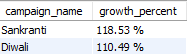 campaign_name growth_percent
Sankranti 118.53 %
Diwali 110.49 %